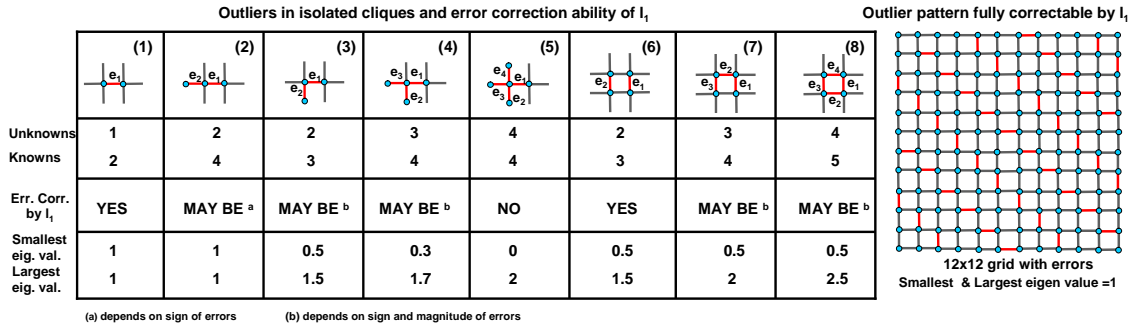 Outliers in isolated cliques and error correction ability of l₁
Outlier pattern fully correctable by l₁
(1) (2) (3) (4) (5) (6) (7) (8)
e₁
e₂ e₁
e₁
e₂
e₃ e₁
e₂
e₄
e₁
e₃
e₂
e₂ e₁
e₂
e₃ e₁
e₄
e₃ e₁
e₂
Unknowns 1 2 2 3 4 2 3 4
Knowns 2 4 3 4 4 3 4 5
Err. Corr.
by l₁ YES MAY BE ᵃ MAY BE ᵇ MAY BE ᵇ NO YES MAY BE ᵇ MAY BE ᵇ
Smallest
eig. val. 1 1 0.5 0.3 0 0.5 0.5 0.5
Largest
eig. val. 1 1 1.5 1.7 2 1.5 2 2.5
12x12 grid with errors
Smallest & Largest eigen value =1
(a) depends on sign of errors (b) depends on sign and magnitude of errors